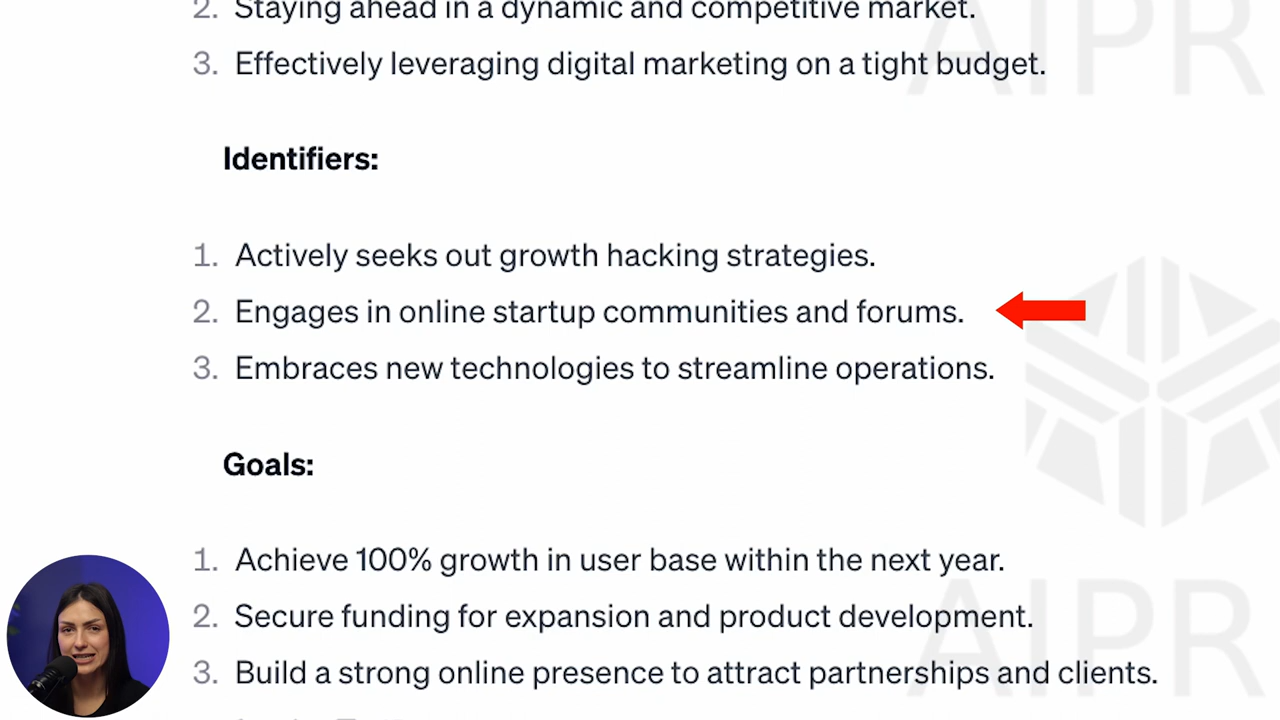 2. Staying ahead in a dynamic and competitive market.
3. Effectively leveraging digital marketing on a tight budget.
AIPR
Identifiers:
1. Actively seeks out growth hacking strategies.
2. Engages in online startup communities and forums.
3. Embraces new technologies to streamline operations.
Goals:
1. Achieve 100% growth in user base within the next year.
2. Secure funding for expansion and product development.
AIPR
3. Build a strong online presence to attract partnerships and clients.